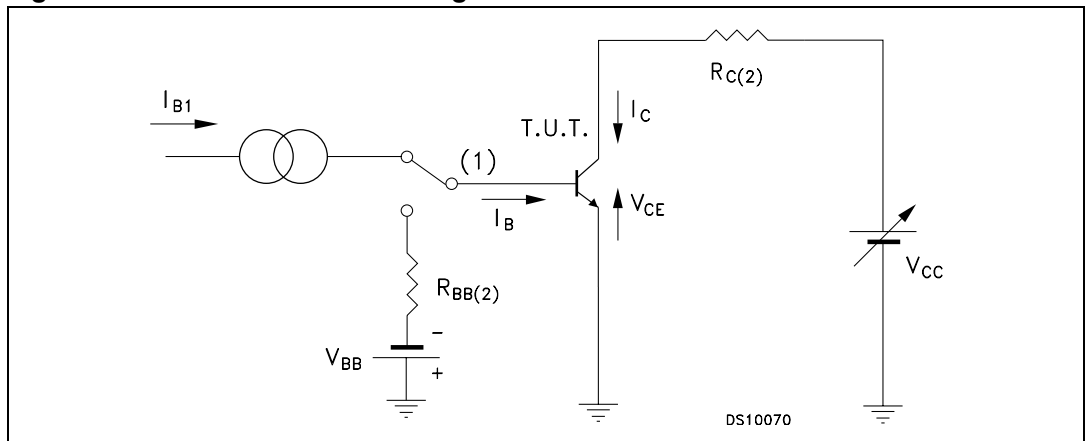 R_C(2)
I_B1
I_C
T.U.T.
(1)
I_B
V_CE
V_CC
R_BB(2)
-
V_BB
+
DS10070